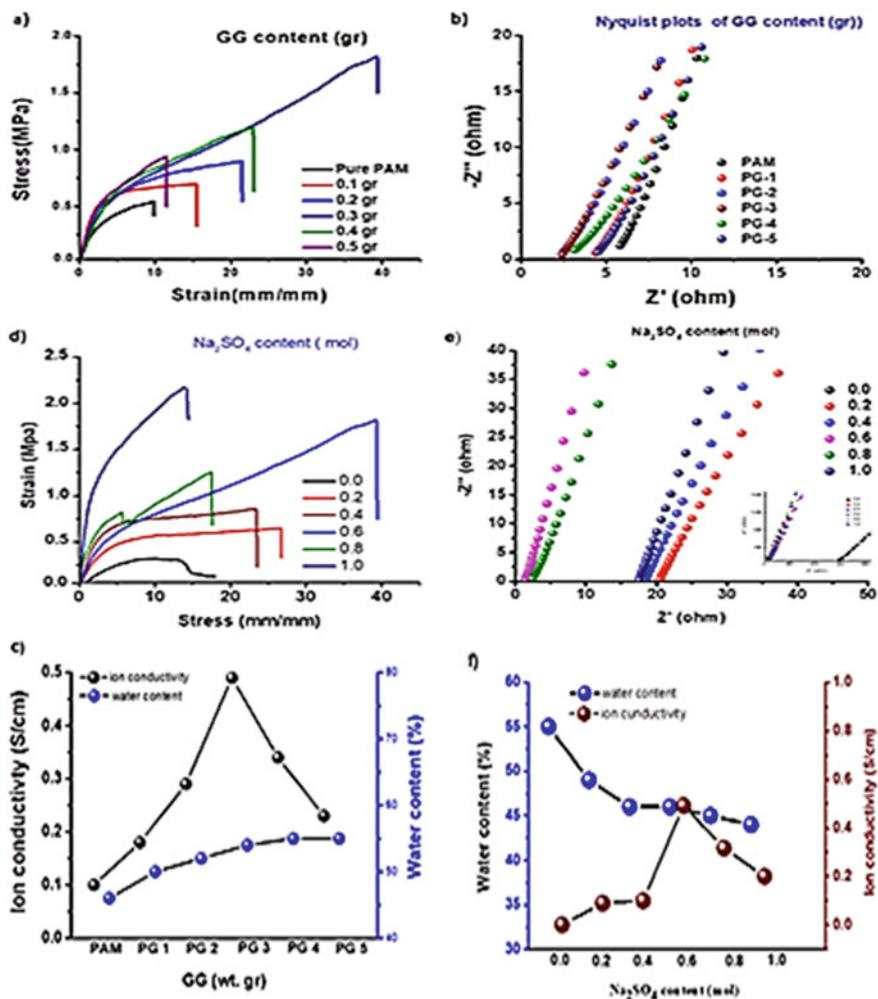 a)
GG content (gr)
Stress(MPa)
2.0
1.5
1.0
0.5
0.0
Pure PAM
0.1 gr
0.2 gr
0.3 gr
0.4 gr
0.5 gr
0 10 20 30 40
Strain(mm/mm)
b)
Nyquist plots of GG content (gr))
-Z'' (ohm)
20
15
10
5
0
PAM
PG-1
PG-2
PG-3
PG-4
PG-5
0 5 10 15 20
Z' (ohm)
d)
Na₂SO₄ content ( mol)
Strain (Mpa)
2.5
2.0
1.5
1.0
0.5
0.0
0.0
0.2
0.4
0.6
0.8
1.0
0 10 20 30 40
Stress (mm/mm)
e)
Na₂SO₄ content (mol)
-Z'' (ohm)
40
35
30
25
20
15
10
5
0
0.0
0.2
0.4
0.6
0.8
1.0
0 10 20 30 40 50
Z' (ohm)
c)
Ion conductivty (S/cm)
0.5
0.4
0.3
0.2
0.1
0.0
ion conductivity
water content
80
70
60
50
40
Water content (%)
PAM PG 1 PG 2 PG 3 PG 4 PG 5
GG (wt. gr)
f)
Water content (%)
60
55
50
45
40
35
30
water content
ion cunductivity
1.0
0.8
0.6
0.4
0.2
0.0
Ion conductivity (S/cm)
0.0 0.2 0.4 0.6 0.8 1.0
Na₂SO₄ content (mol)